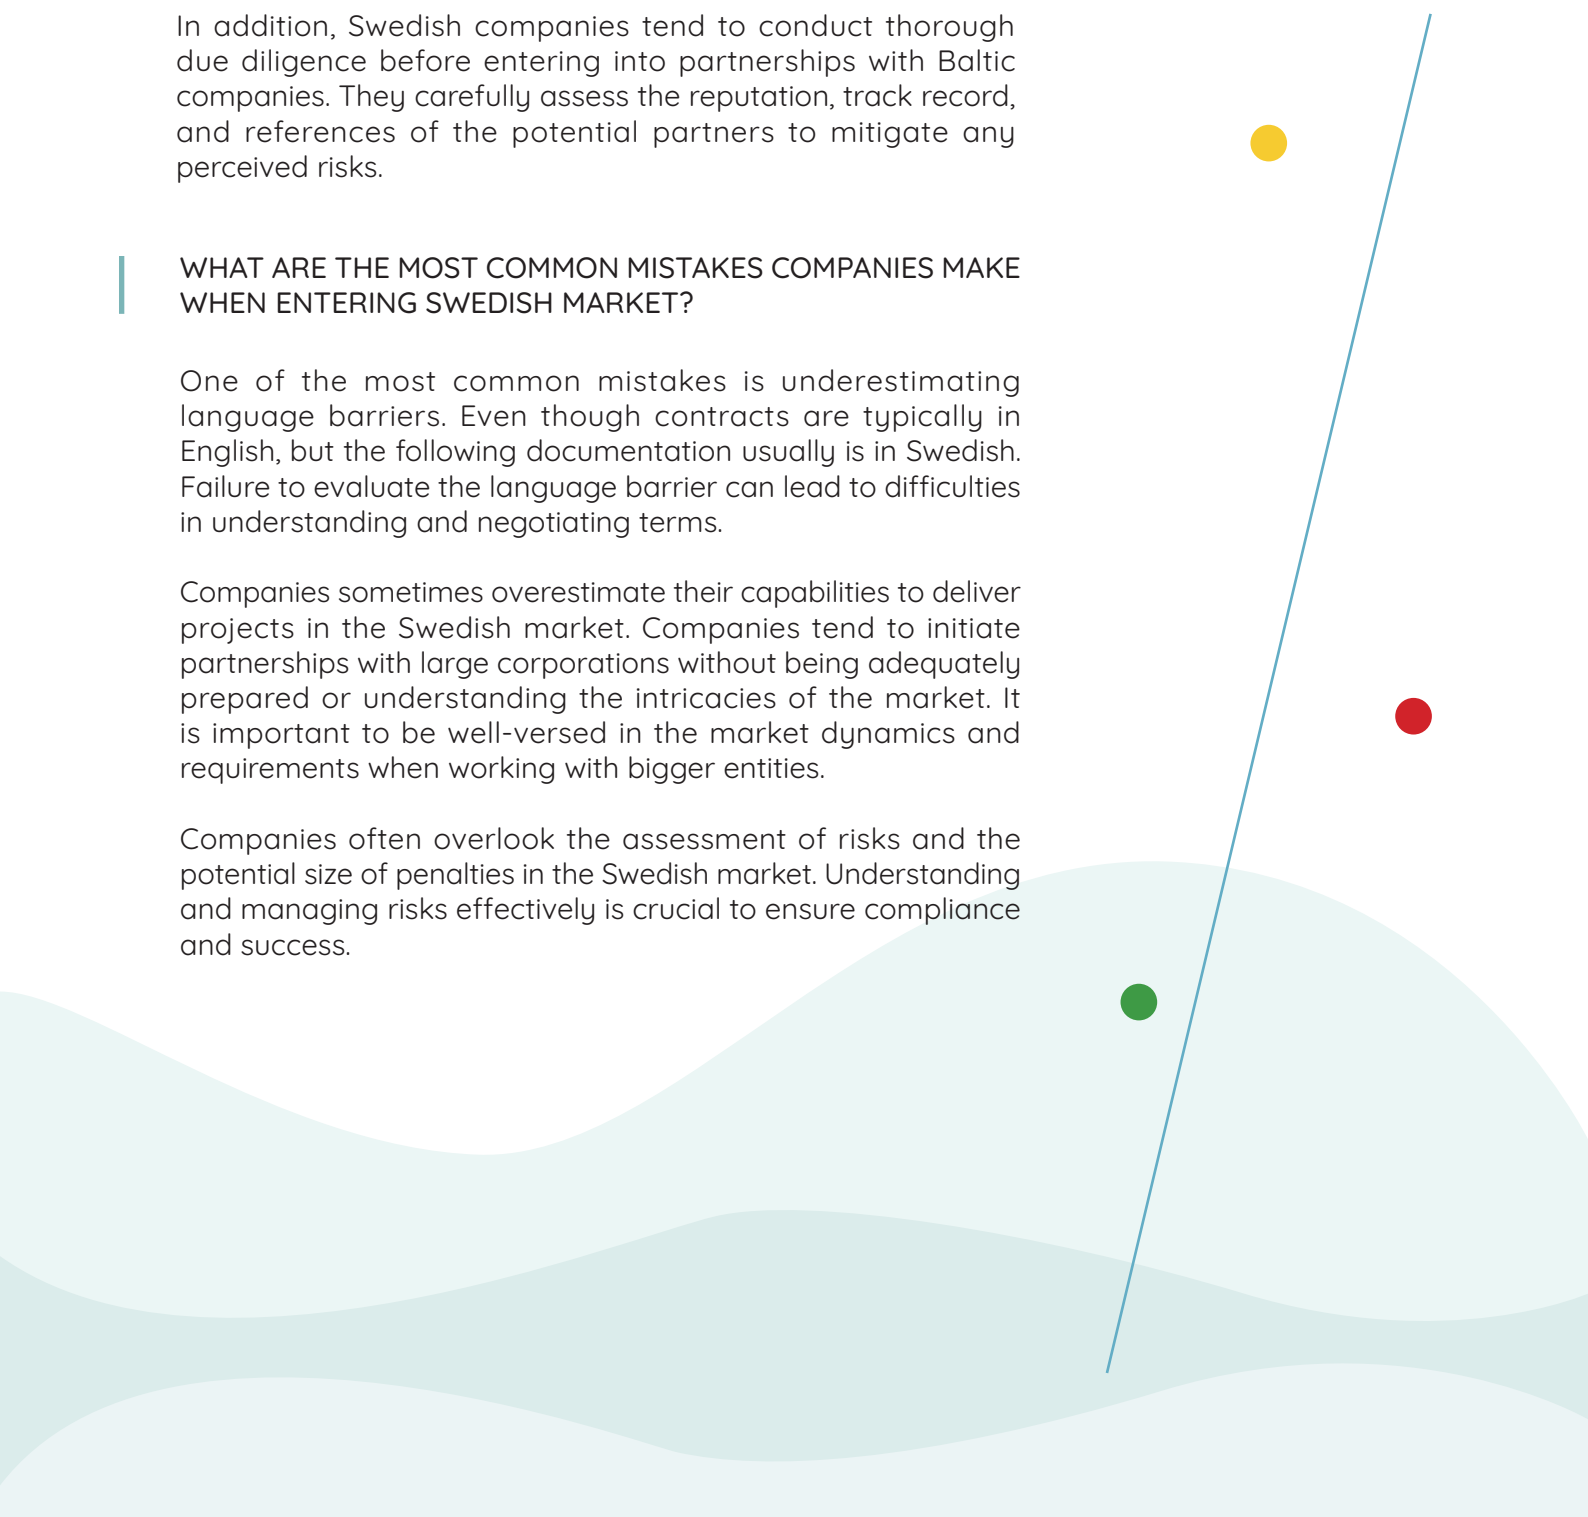 In addition, Swedish companies tend to conduct thorough
due diligence before entering into partnerships with Baltic
companies. They carefully assess the reputation, track record,
and references of the potential partners to mitigate any
perceived risks.
WHAT ARE THE MOST COMMON MISTAKES COMPANIES MAKE
WHEN ENTERING SWEDISH MARKET?
One of the most common mistakes is underestimating
language barriers. Even though contracts are typically in
English, but the following documentation usually is in Swedish.
Failure to evaluate the language barrier can lead to difficulties
in understanding and negotiating terms.
Companies sometimes overestimate their capabilities to deliver
projects in the Swedish market. Companies tend to initiate
partnerships with large corporations without being adequately
prepared or understanding the intricacies of the market. It
is important to be well-versed in the market dynamics and
requirements when working with bigger entities.
Companies often overlook the assessment of risks and the
potential size of penalties in the Swedish market. Understanding
and managing risks effectively is crucial to ensure compliance
and success.